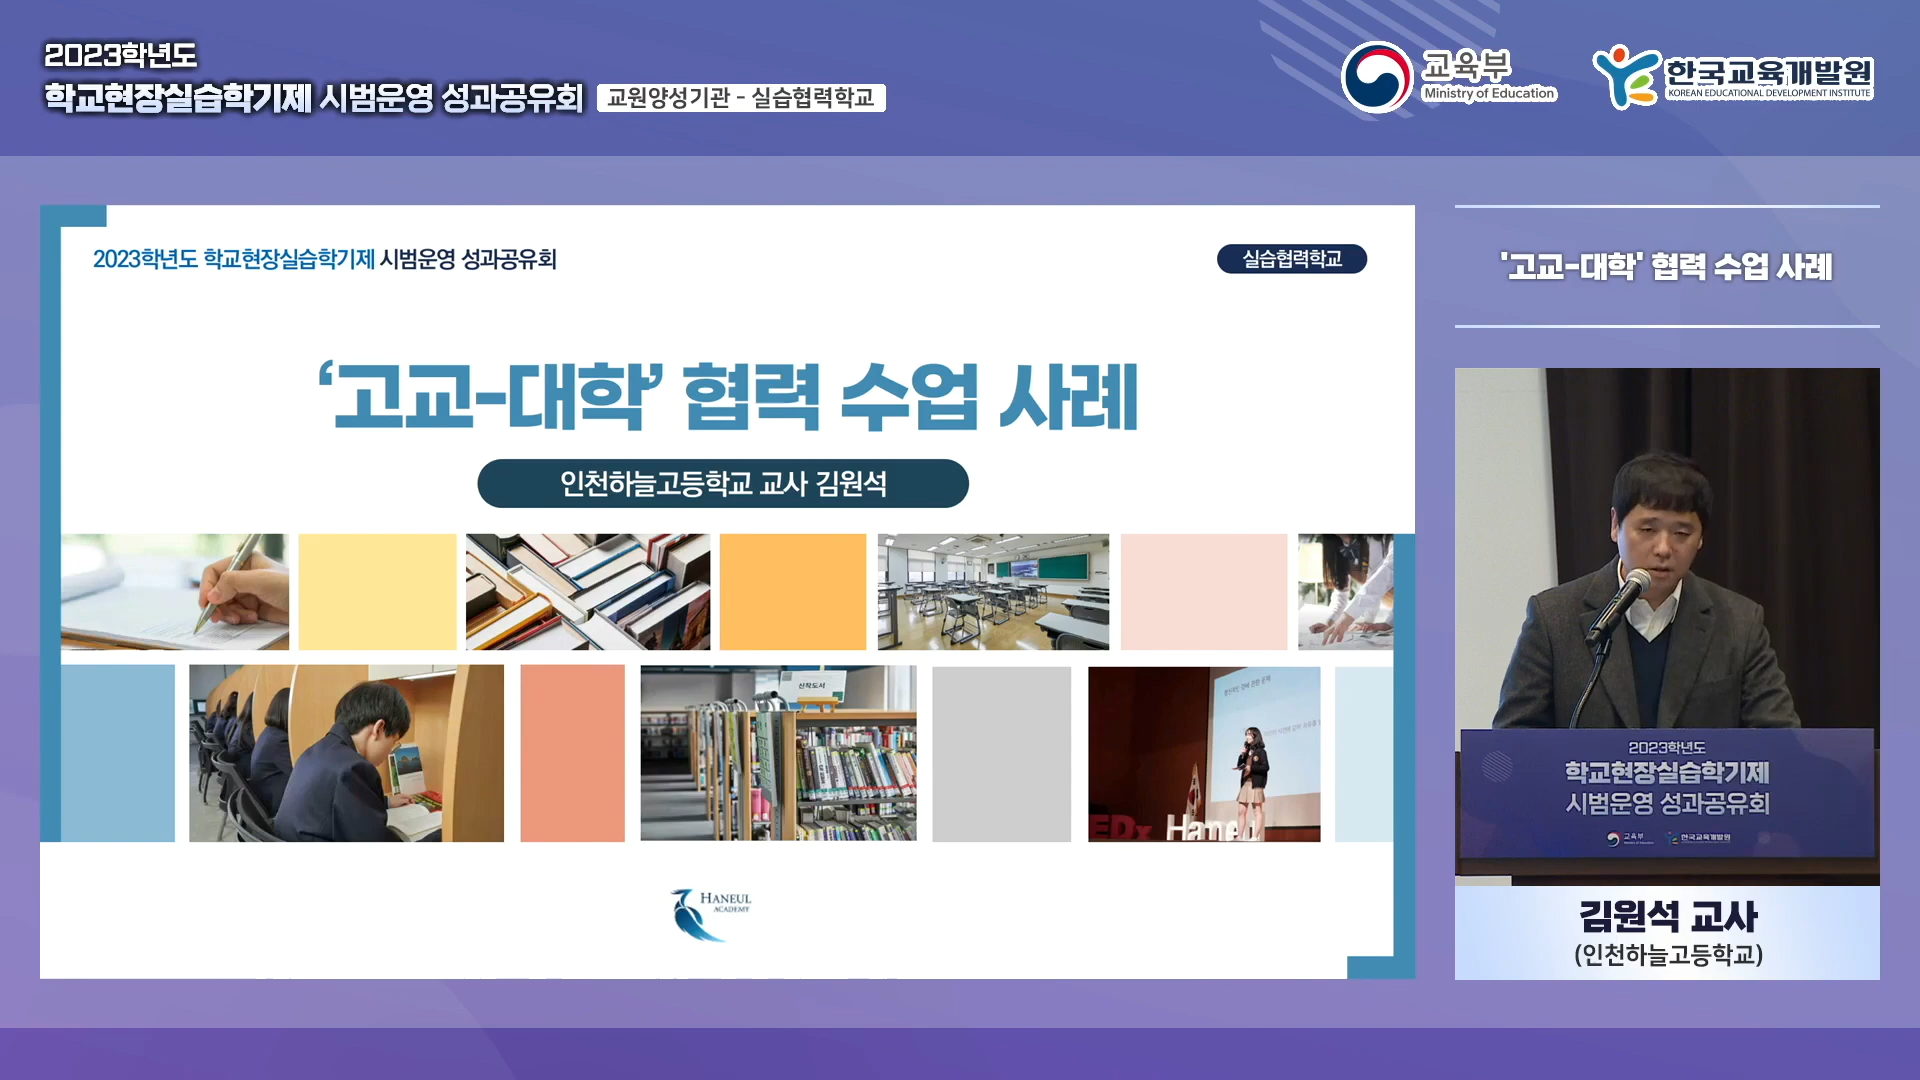 2023학년도
학교현장실습학기제 시범운영 성과공유회
교원양성기관 - 실습협력학교
교육부
Ministry of Education
한국교육개발원
KOREAN EDUCATIONAL DEVELOPMENT INSTITUTE
2023학년도 학교현장실습학기제 시범운영 성과공유회
실습협력학교
‘고교-대학’ 협력 수업 사례
인천하늘고등학교 교사 김원석
신착도서
EDx Haneul
HANEUL
ACADEMY
'고교-대학' 협력 수업 사례
2023학년도
학교현장실습학기제
시범운영 성과공유회
교육부
한국교육개발원
김원석 교사
(인천하늘고등학교)